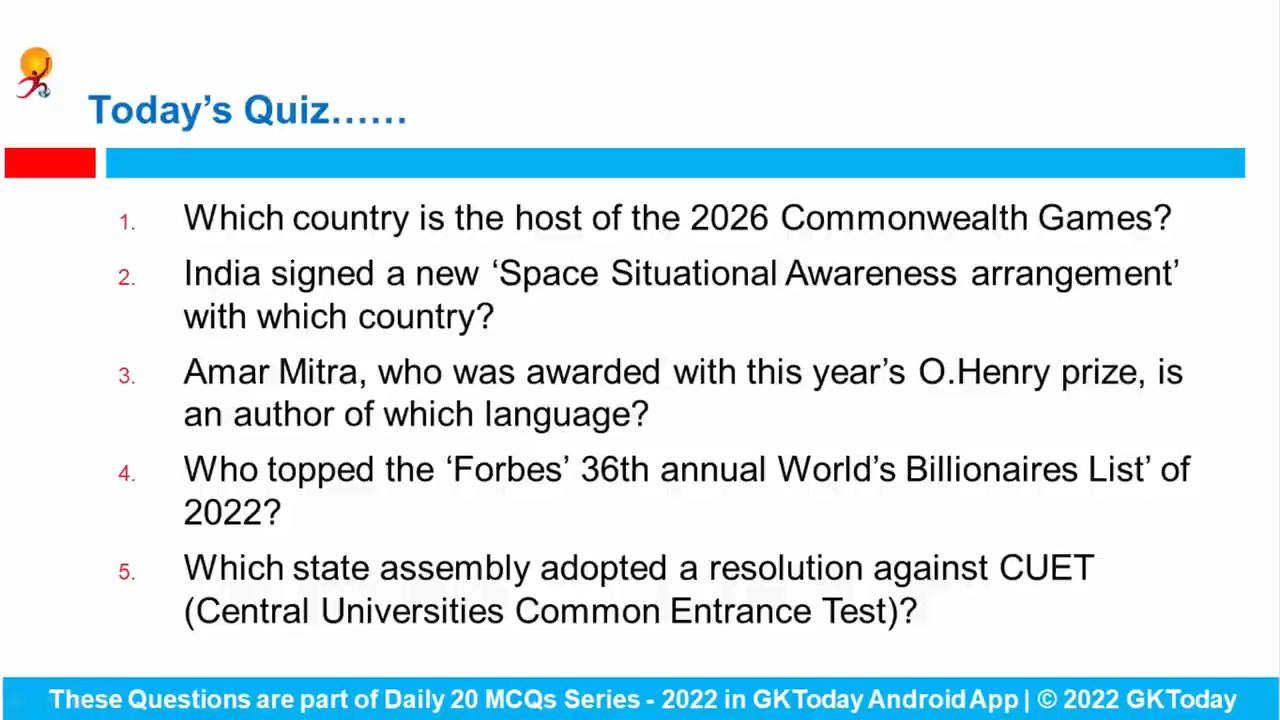 Today’s Quiz……
1. Which country is the host of the 2026 Commonwealth Games?
2. India signed a new ‘Space Situational Awareness arrangement’
with which country?
3. Amar Mitra, who was awarded with this year’s O.Henry prize, is
an author of which language?
4. Who topped the ‘Forbes’ 36th annual World’s Billionaires List’ of
2022?
5. Which state assembly adopted a resolution against CUET
(Central Universities Common Entrance Test)?
These Questions are part of Daily 20 MCQs Series - 2022 in GKToday Android App | © 2022 GKToday